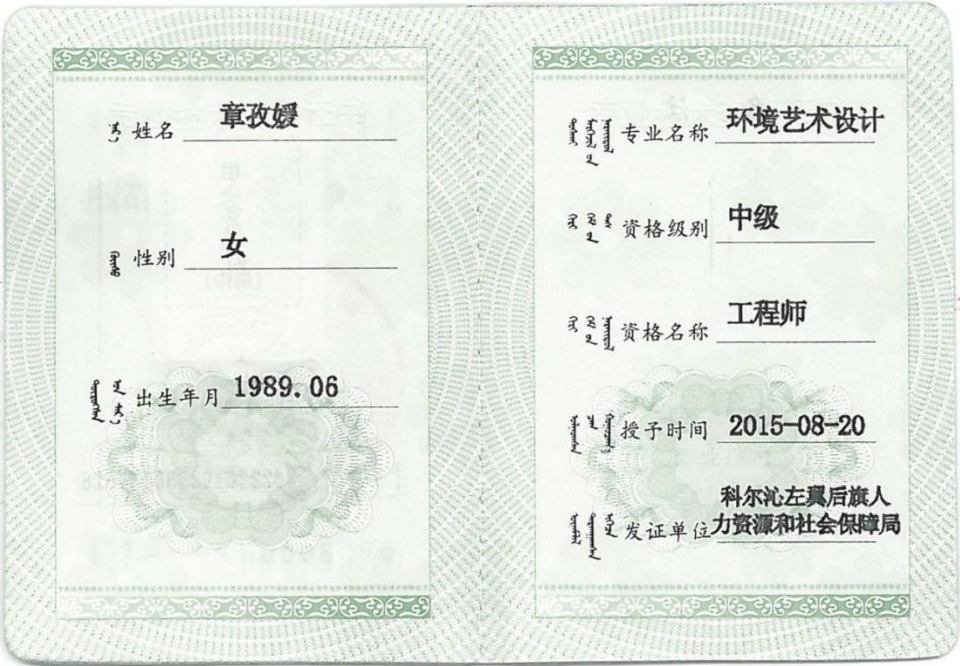 姓名 章孜嫒
性别 女
出生年月 1989.06
专业名称 环境艺术设计
资格级别 中级
资格名称 工程师
授予时间 2015-08-20
科尔沁左翼后旗人
发证单位 力资源和社会保障局